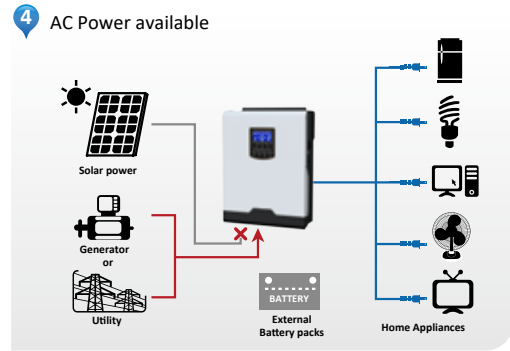 4
AC Power available
Solar power
Generator
or
Utility
BATTERY
External
Battery packs
Home Appliances